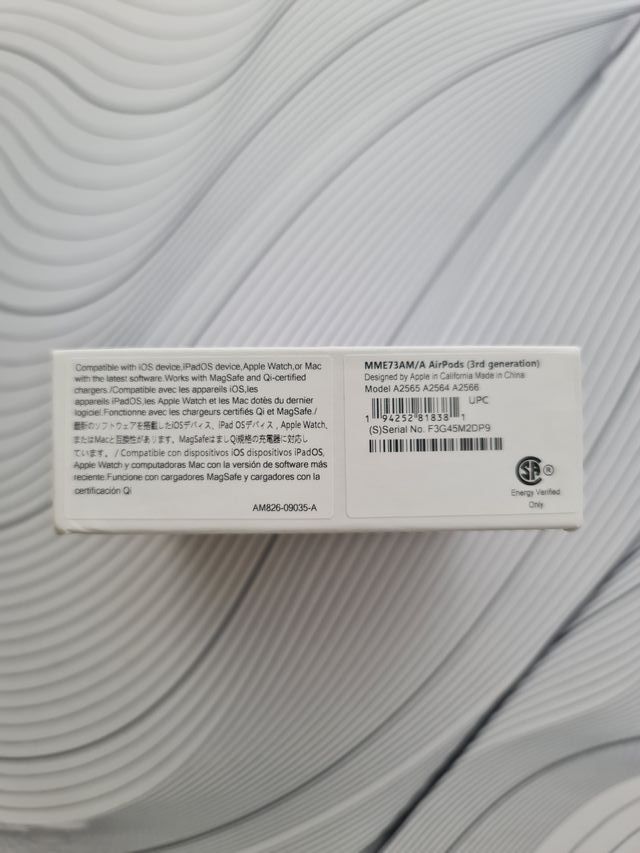 Compatible with iOS device,iPadOS device,Apple Watch,or Mac
with the latest software.Works with MagSafe and Qi-certified
chargers./Compatible avec les appareils iOS,les
appareils iPadOS,les Apple Watch et les Mac dotés du dernier
logiciel.Fonctionne avec les chargeurs certifiés Qi et MagSafe./
最新のソフトウェアを搭載したiOSデバイス、iPad OSデバイス，Apple Watch,
またはMacと互換性があります。MagSafeはましQi規格の充電器に対応し
ています。/ Compatible con dispositivos iOS dispositivos iPadOS,
Apple Watch y computadoras Mac con la versión de software más
reciente.Funcione con cargadores MagSafe y cargadores con la
certificación Qi
AM826-09035-A
MME73AM/A AirPods (3rd generation)
Designed by Apple in California Made in China
Model A2565 A2564 A2566
UPC
1 94252 81838 1
(S)Serial No. F3G45M2DP9
SA ®
Energy Verified
Only